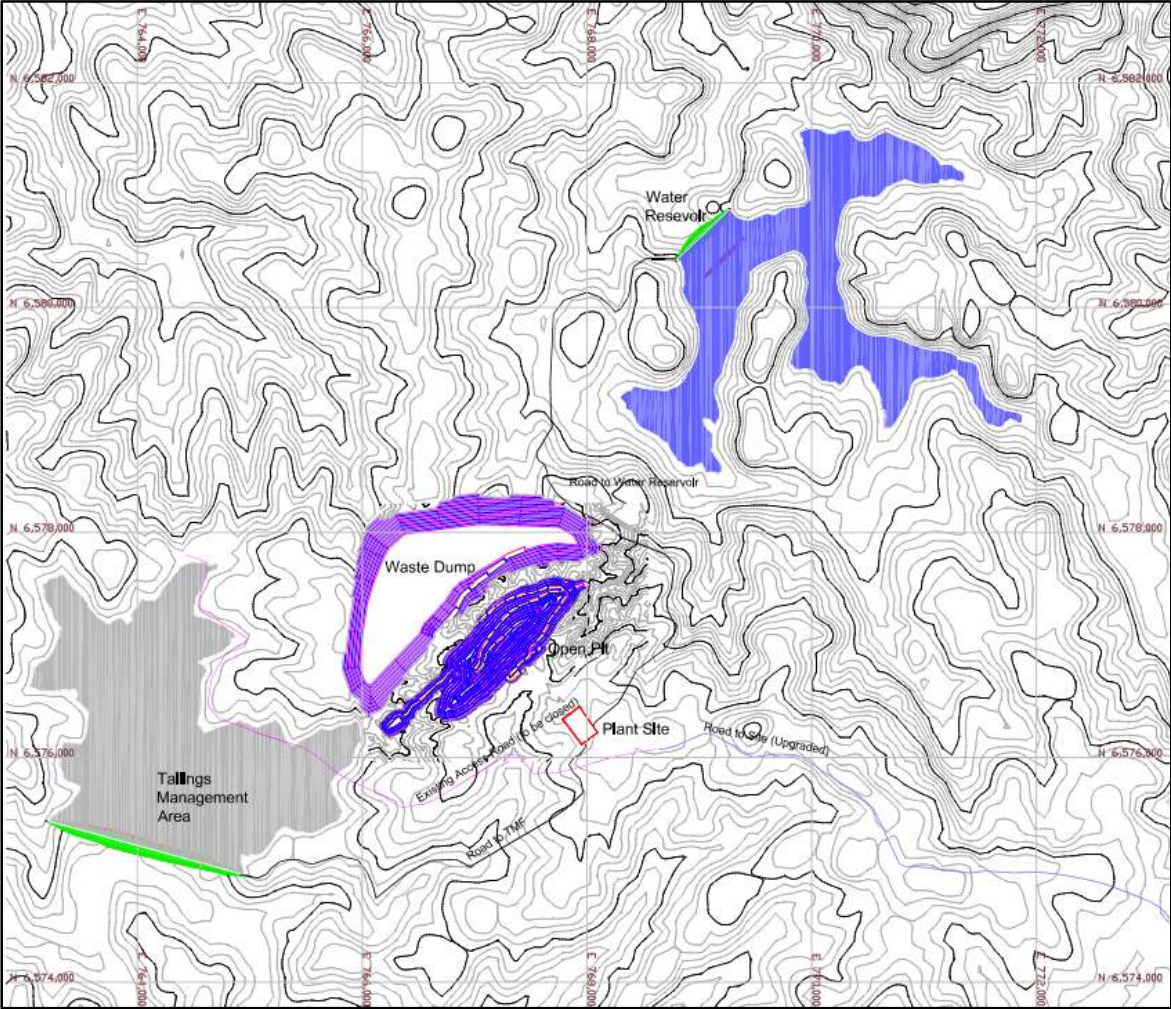 E 764,000
E 766,000
E 768,000
E 770,000
E 772,000
N 6,582,000
N 6,582,000
Water
Resevoir
N 6,580,000
N 6,580,000
Road to Water Reservoir
N 6,578,000
N 6,578,000
Waste Dump
Open Pit
Existing Access Road (to be closed)
Plant Site
Road to Site (Upgraded)
N 6,576,000
N 6,576,000
Tailings
Management
Area
Road to TMF
E 764,000
E 766,000
E 768,000
E 770,000
E 772,000
N 6,574,000
N 6,574,000